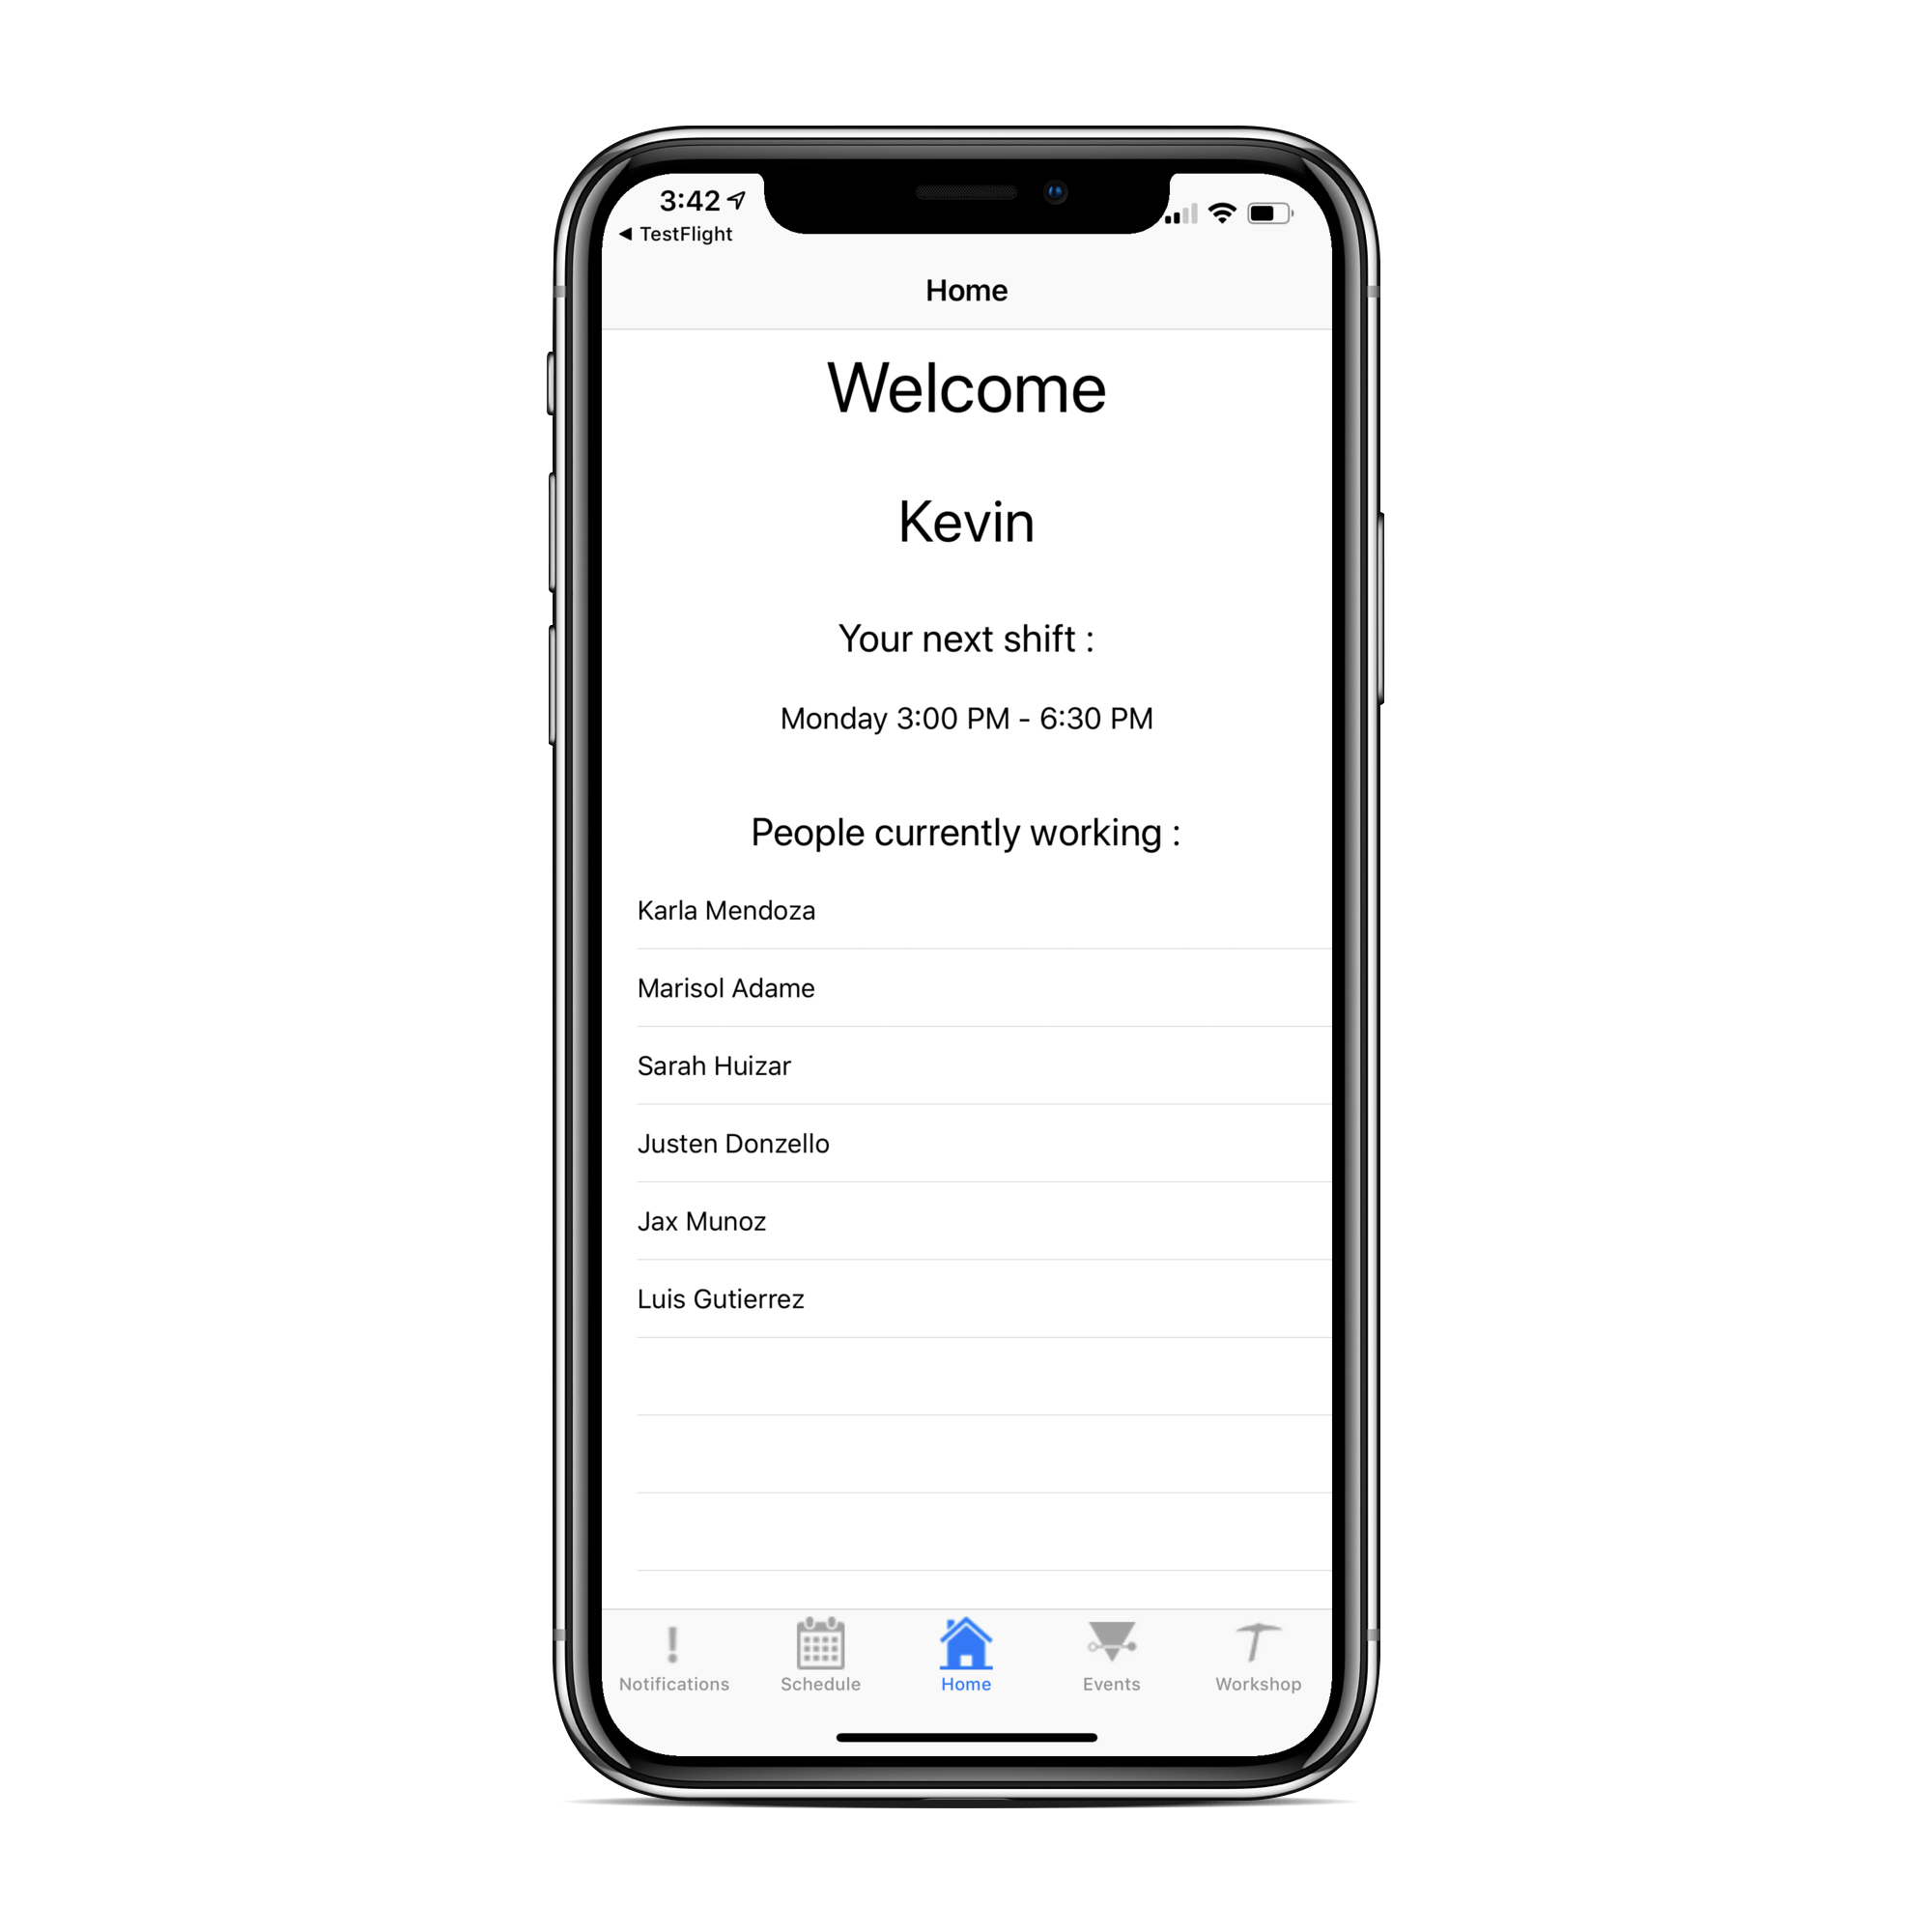 3:42
◀ TestFlight
Home
Welcome
Kevin
Your next shift :
Monday 3:00 PM - 6:30 PM
People currently working :
Karla Mendoza
Marisol Adame
Sarah Huizar
Justen Donzello
Jax Munoz
Luis Gutierrez
Notifications Schedule Home Events Workshop